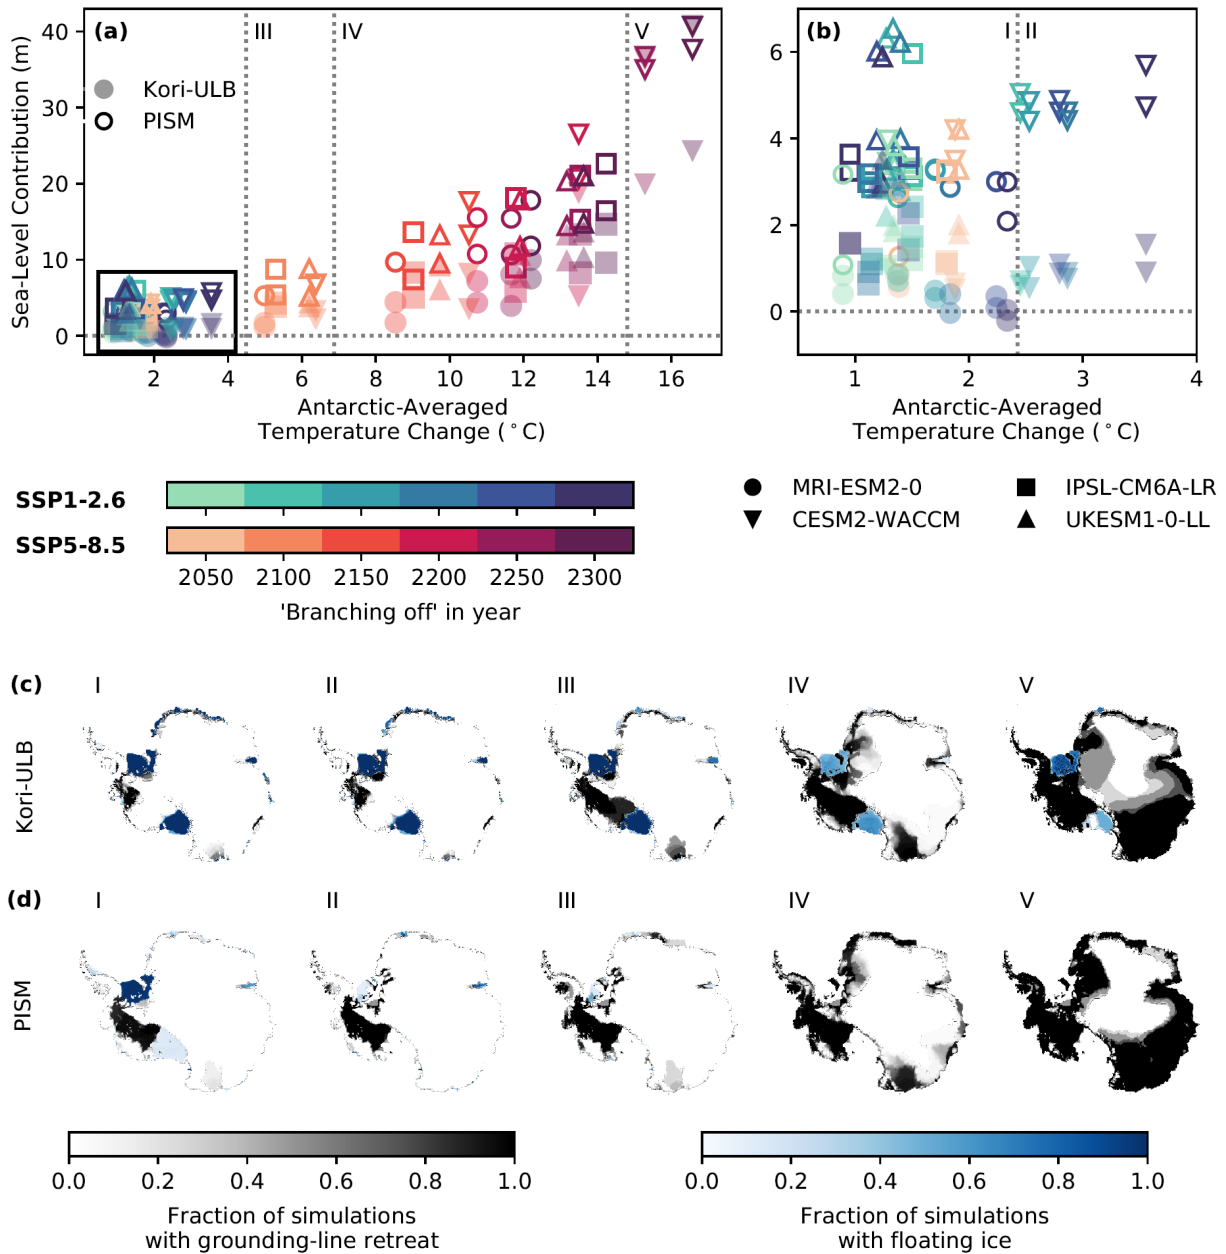 (a)
III
IV
V
Kori-ULB
PISM
40
30
20
10
0
Sea-Level Contribution (m)
2
4
6
8
10
12
14
16
Antarctic-Averaged
Temperature Change (°C)
(b)
I
II
6
4
2
0
1
2
3
4
Antarctic-Averaged
Temperature Change (°C)
SSP1-2.6
SSP5-8.5
2050
2100
2150
2200
2250
2300
'Branching off' in year
MRI-ESM2-0
IPSL-CM6A-LR
CESM2-WACCM
UKESM1-0-LL
(c)
I
II
III
IV
V
Kori-ULB
(d)
I
II
III
IV
V
PISM
0.0
0.2
0.4
0.6
0.8
1.0
Fraction of simulations
with grounding-line retreat
0.0
0.2
0.4
0.6
0.8
1.0
Fraction of simulations
with floating ice